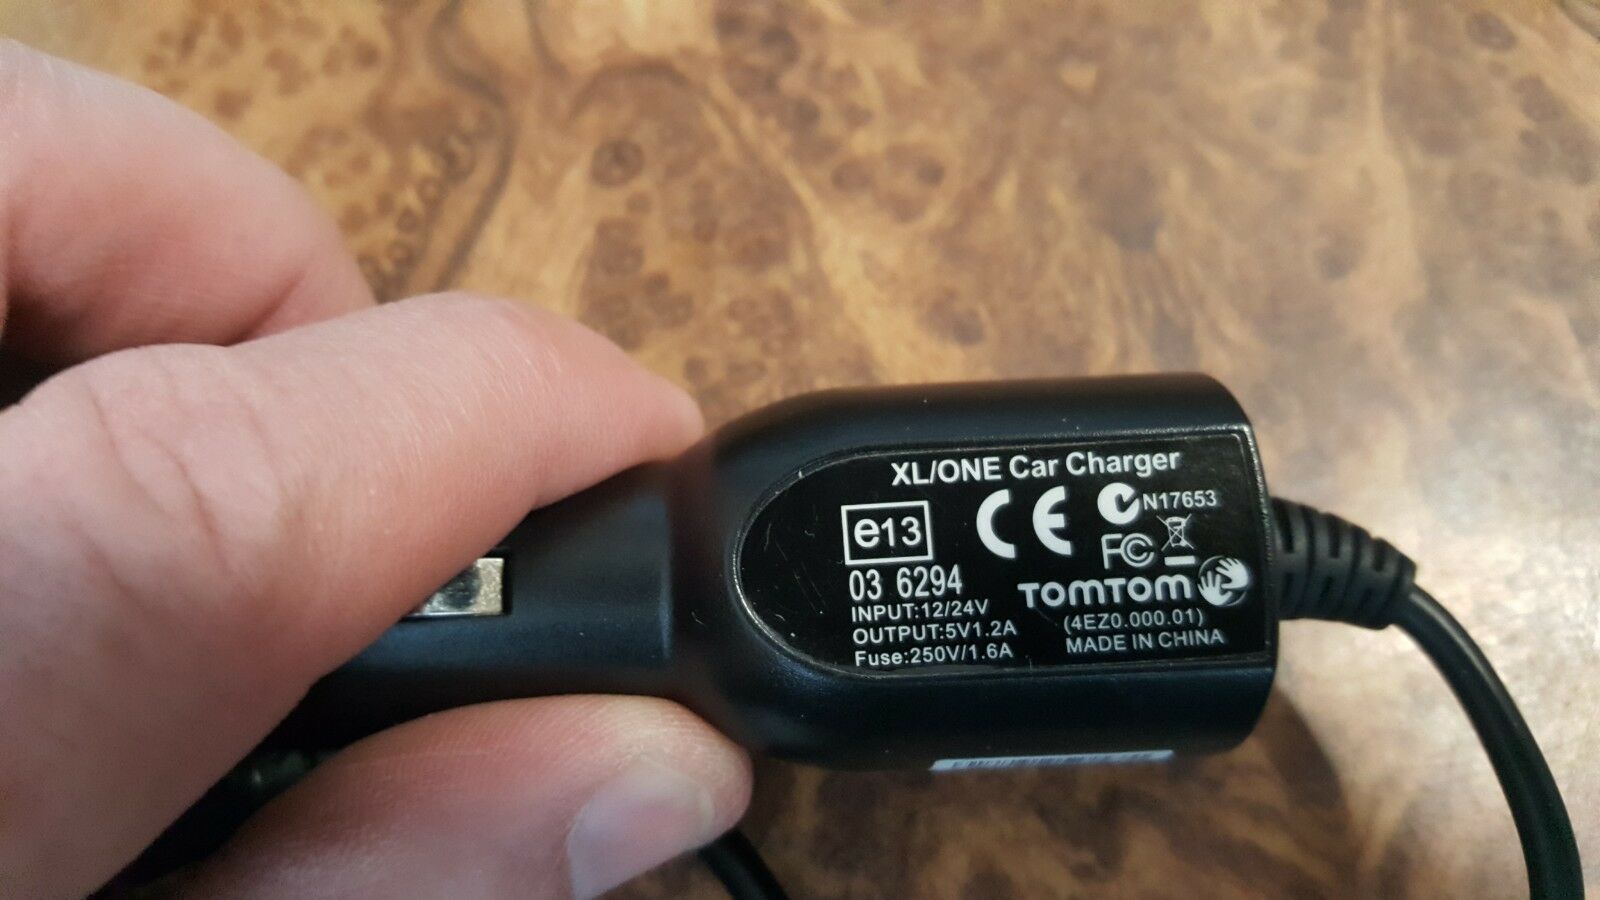 XL/ONE Car Charger
e13
CE
N17653
FC
03 6294
TOMTOM
INPUT:12/24V
(4EZ0.000.01)
OUTPUT:5V1.2A
MADE IN CHINA
Fuse:250V/1.6A